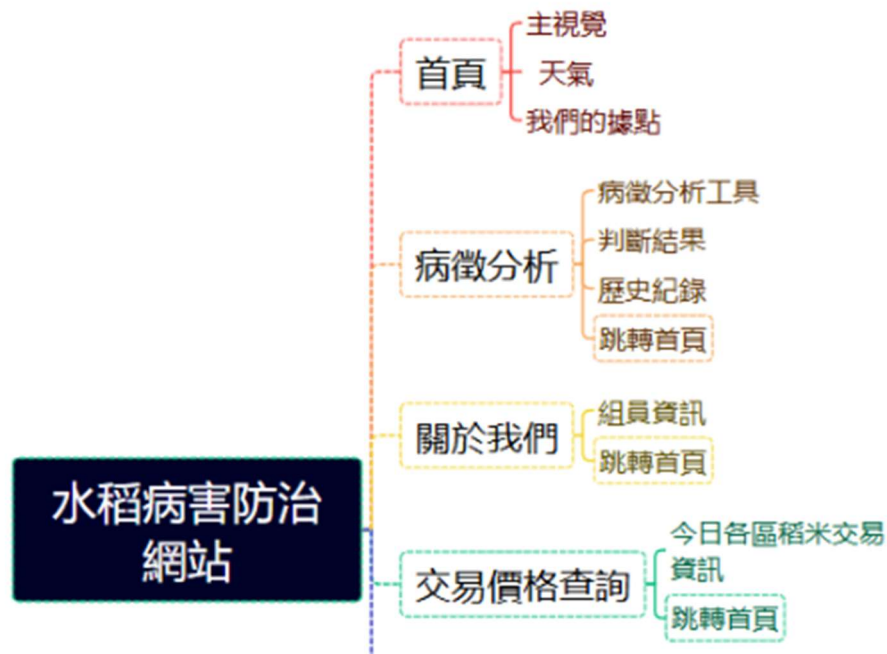 主視覺
首頁
天氣
我們的據點
病徵分析工具
判斷結果
病徵分析
歷史紀錄
跳轉首頁
組員資訊
關於我們
跳轉首頁
水稻病害防治
網站
今日各區稻米交易
資訊
交易價格查詢
跳轉首頁